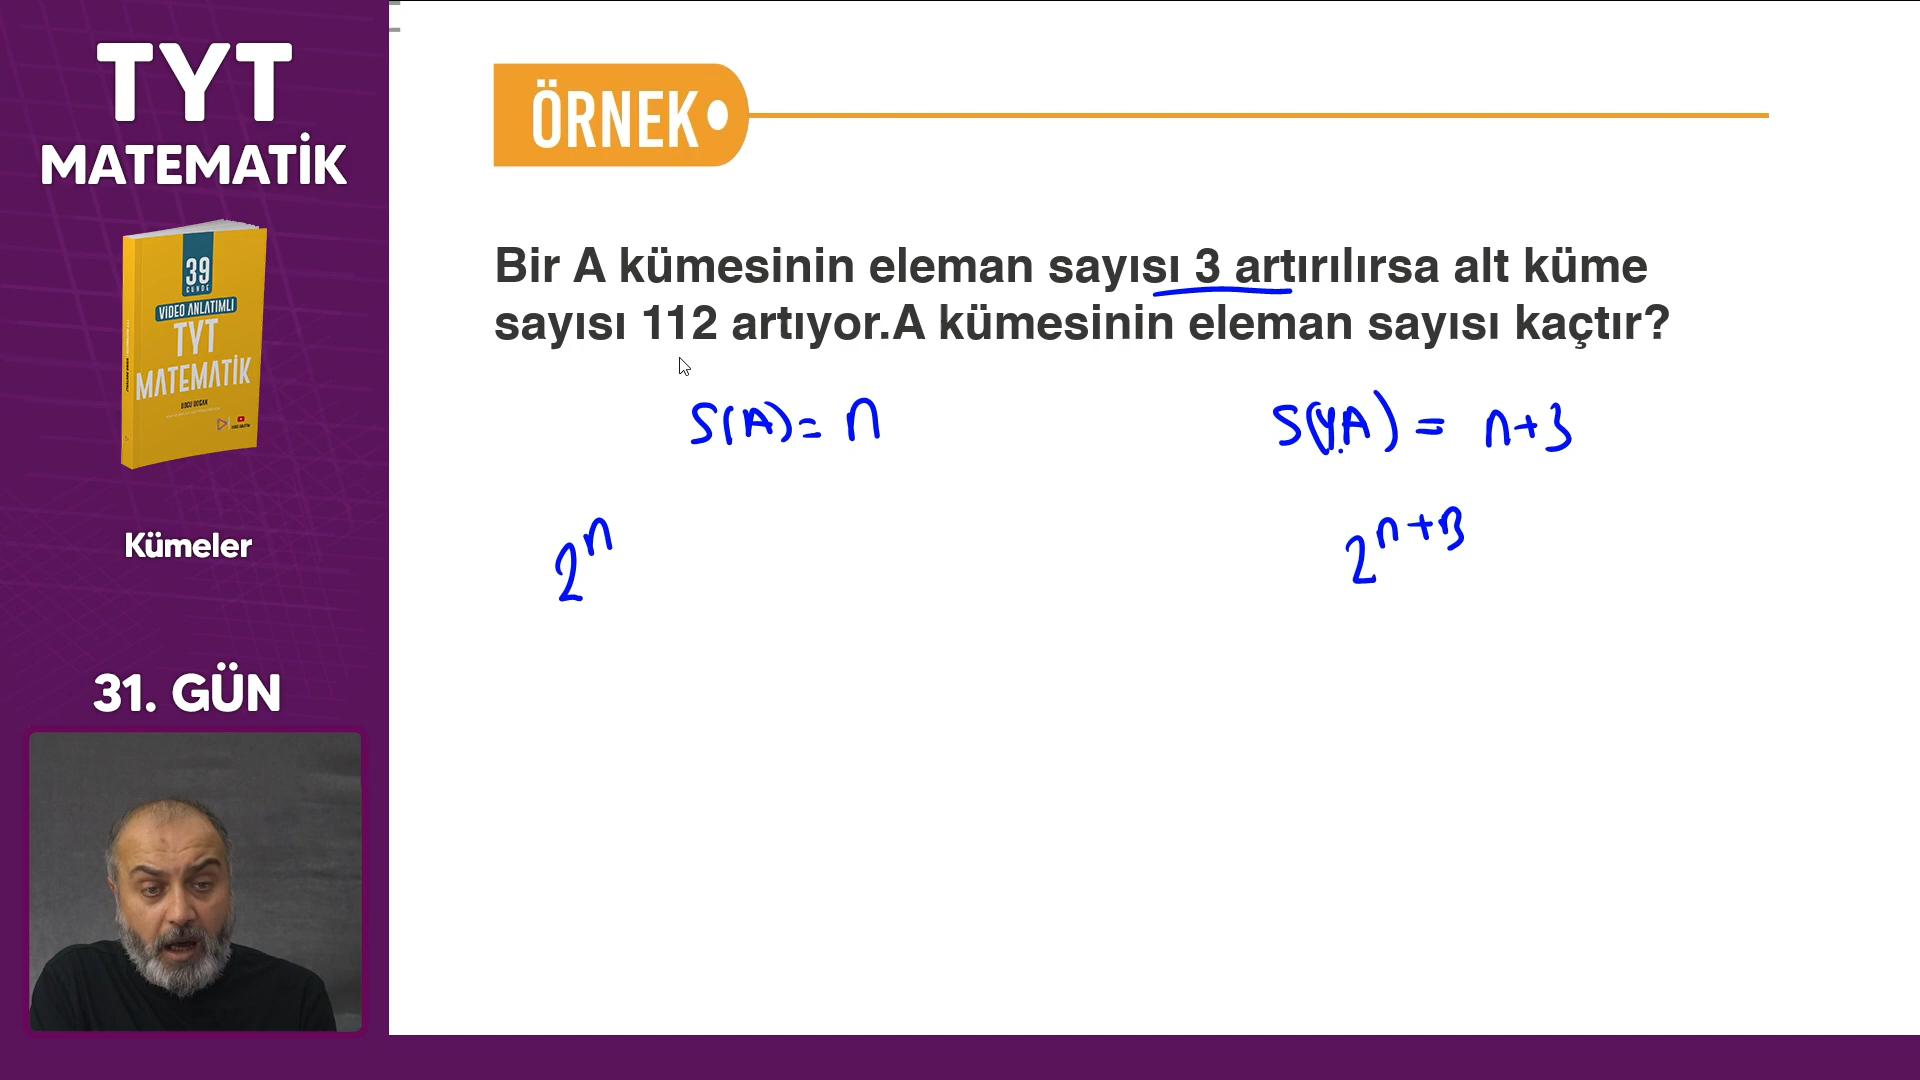 TYT
MATEMATİK
39
GÜNDE
VİDEO ANLATIMLI
TYT
MATEMATİK
Kümeler
31. GÜN
ÖRNEK
Bir A kümesinin eleman sayısı 3 artırılırsa alt küme
sayısı 112 artıyor.A kümesinin eleman sayısı kaçtır?
S(A) = n
S(YA) = n+3
2^n
2^n+3